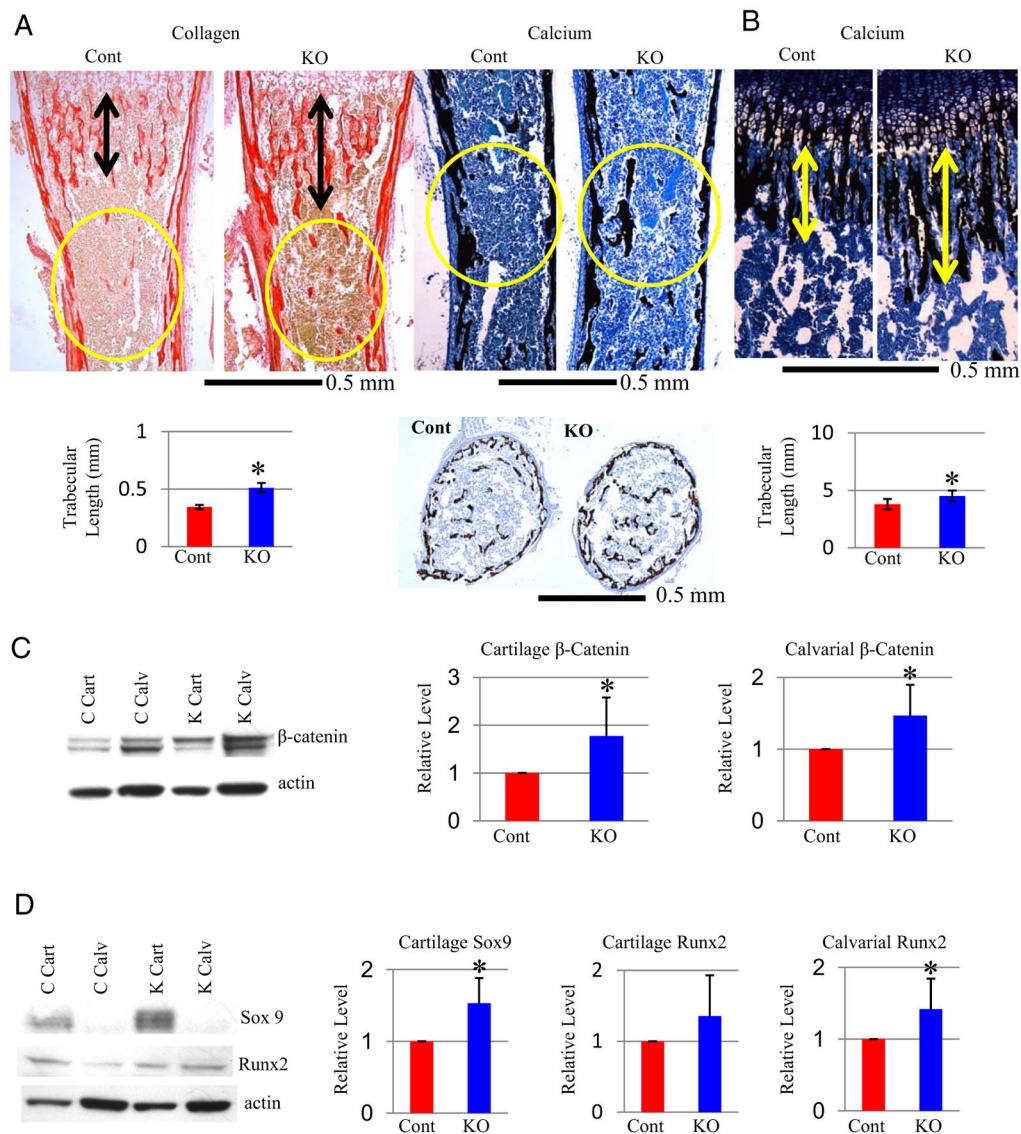 A
Collagen
Cont
KO
Calcium
Cont
KO
B
Calcium
Cont
KO
0.5 mm
0.5 mm
0.5 mm
Trabecular
Length (mm)
1
0.5
0
*
Cont
KO
Cont
KO
0.5 mm
Trabecular
Length (mm)
10
5
0
*
Cont
KO
C
C Cart
C Calv
K Cart
K Calv
β-catenin
actin
Cartilage β-Catenin
Relative Level
3
2
1
0
*
Cont
KO
Calvarial β-Catenin
Relative Level
2
1
0
*
Cont
KO
D
C Cart
C Calv
K Cart
K Calv
Sox 9
Runx2
actin
Cartilage Sox9
Relative Level
2
1
0
*
Cont
KO
Cartilage Runx2
Relative Level
2
1
0
Cont
KO
Calvarial Runx2
Relative Level
2
1
0
*
Cont
KO